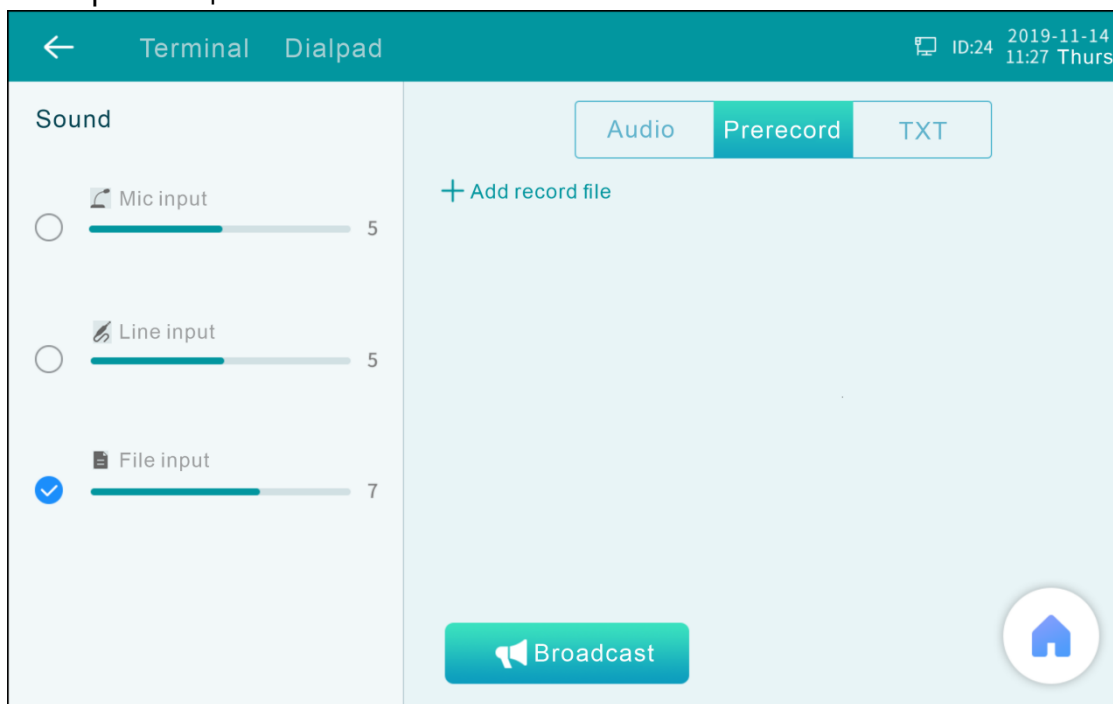 Terminal Dialpad
ID:24
2019-11-14
11:27 Thurs
Sound
Mic input
5
Line input
5
File input
7
Audio Prerecord TXT
Add record file
Broadcast